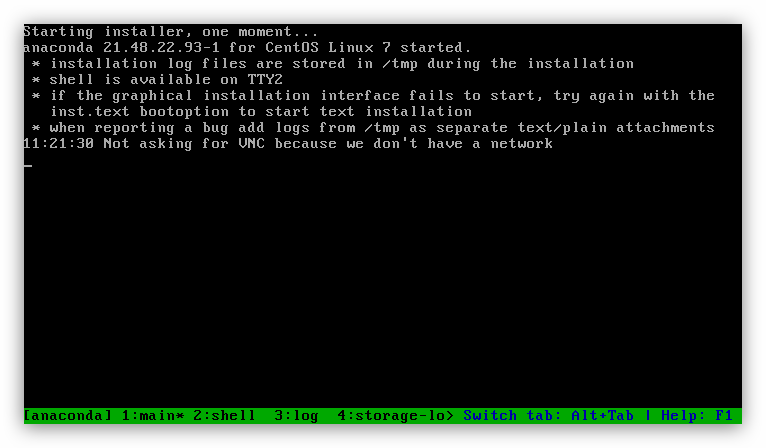 Starting installer, one moment...
anaconda 21.48.22.93-1 for CentOS Linux 7 started.
* installation log files are stored in /tmp during the installation
* shell is available on TTY2
* if the graphical installation interface fails to start, try again with the
inst.text bootoption to start text installation
* when reporting a bug add logs from /tmp as separate text/plain attachments
11:21:30 Not asking for VNC because we don't have a network
[anaconda] 1:main* 2:shell  3:log  4:storage-lo> Switch tab: Alt+Tab | Help: F1